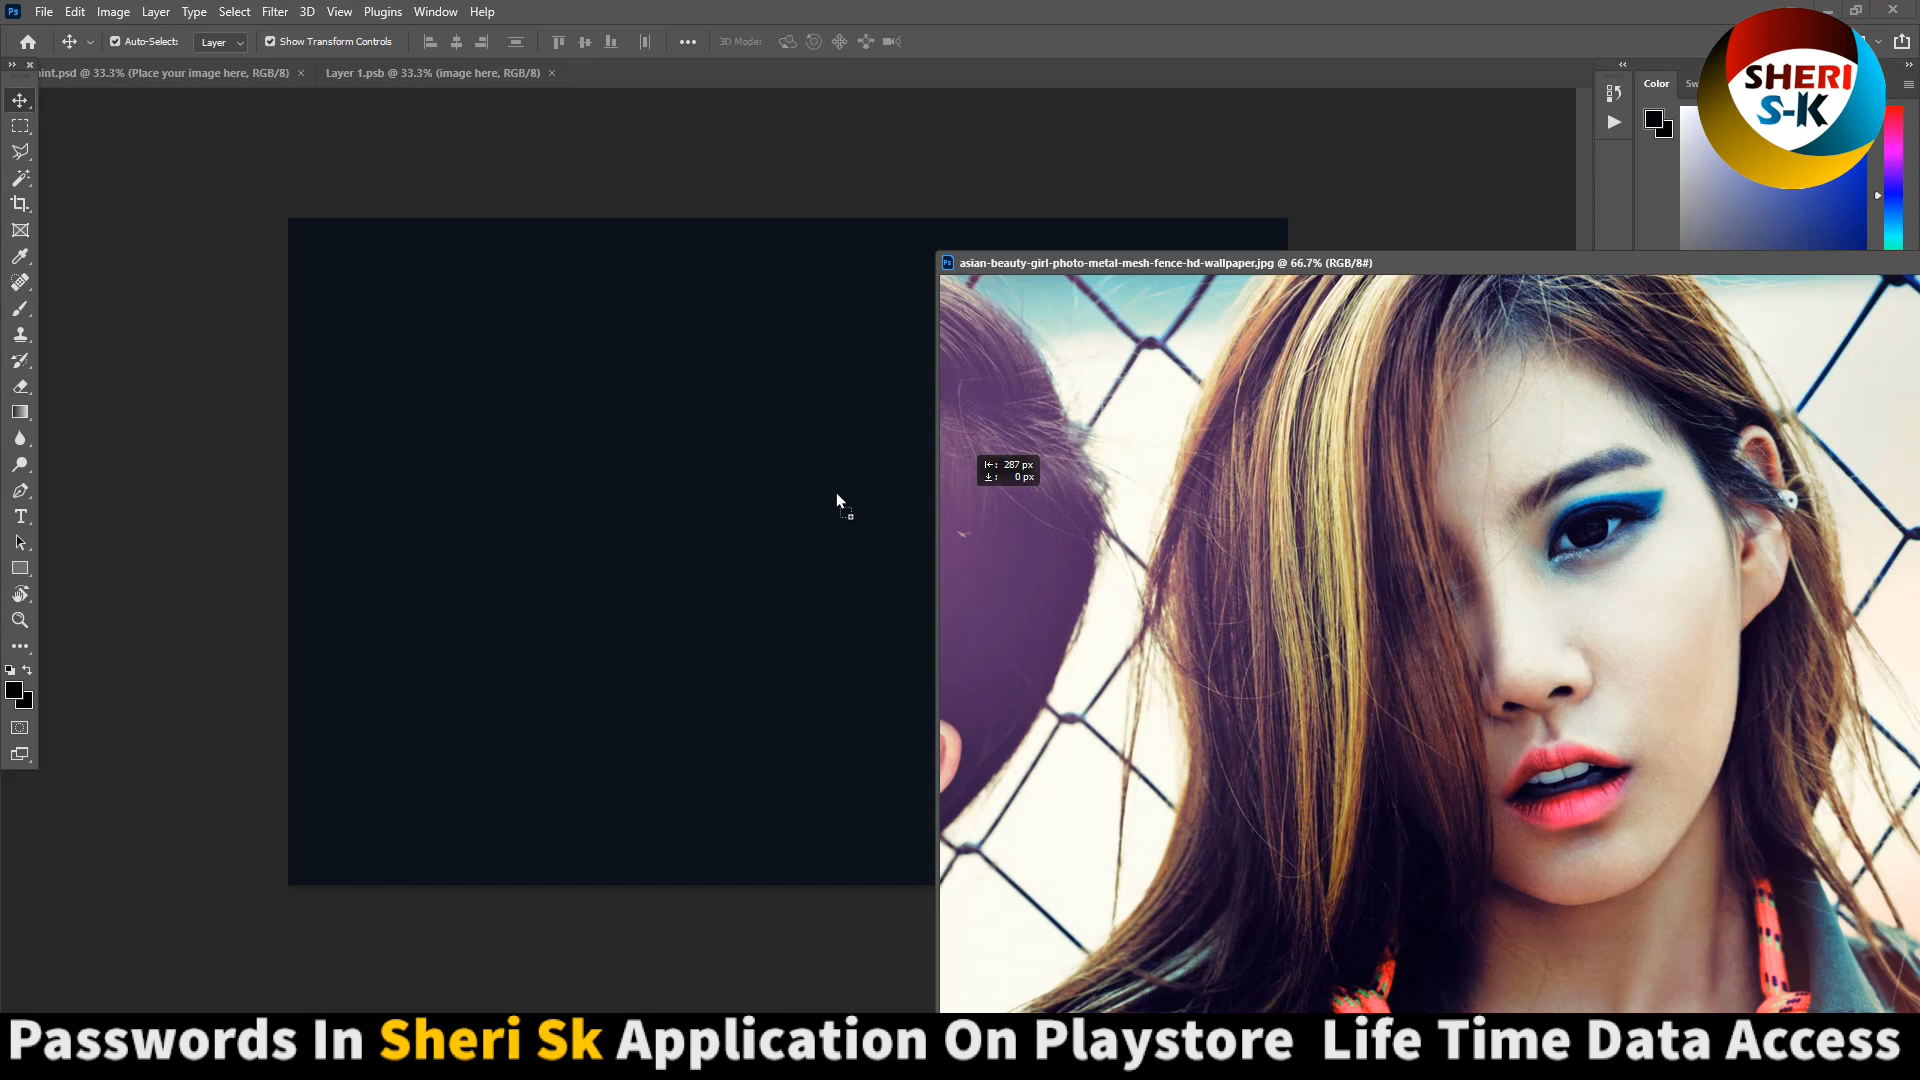 Ps File Edit Image Layer Type Select Filter 3D View Plugins Window Help
Auto-Select: Layer Show Transform Controls 3D Mode:
int.psd @ 33.3% (Place your image here, RGB/8) × Layer 1.psb @ 33.3% (image here, RGB/8) ×
Color Sw
SHERI
S-K
Ps asian-beauty-girl-photo-metal-mesh-fence-hd-wallpaper.jpg @ 66.7% (RGB/8#)
287 px
0 px
Passwords In Sheri Sk Application On Playstore Life Time Data Access